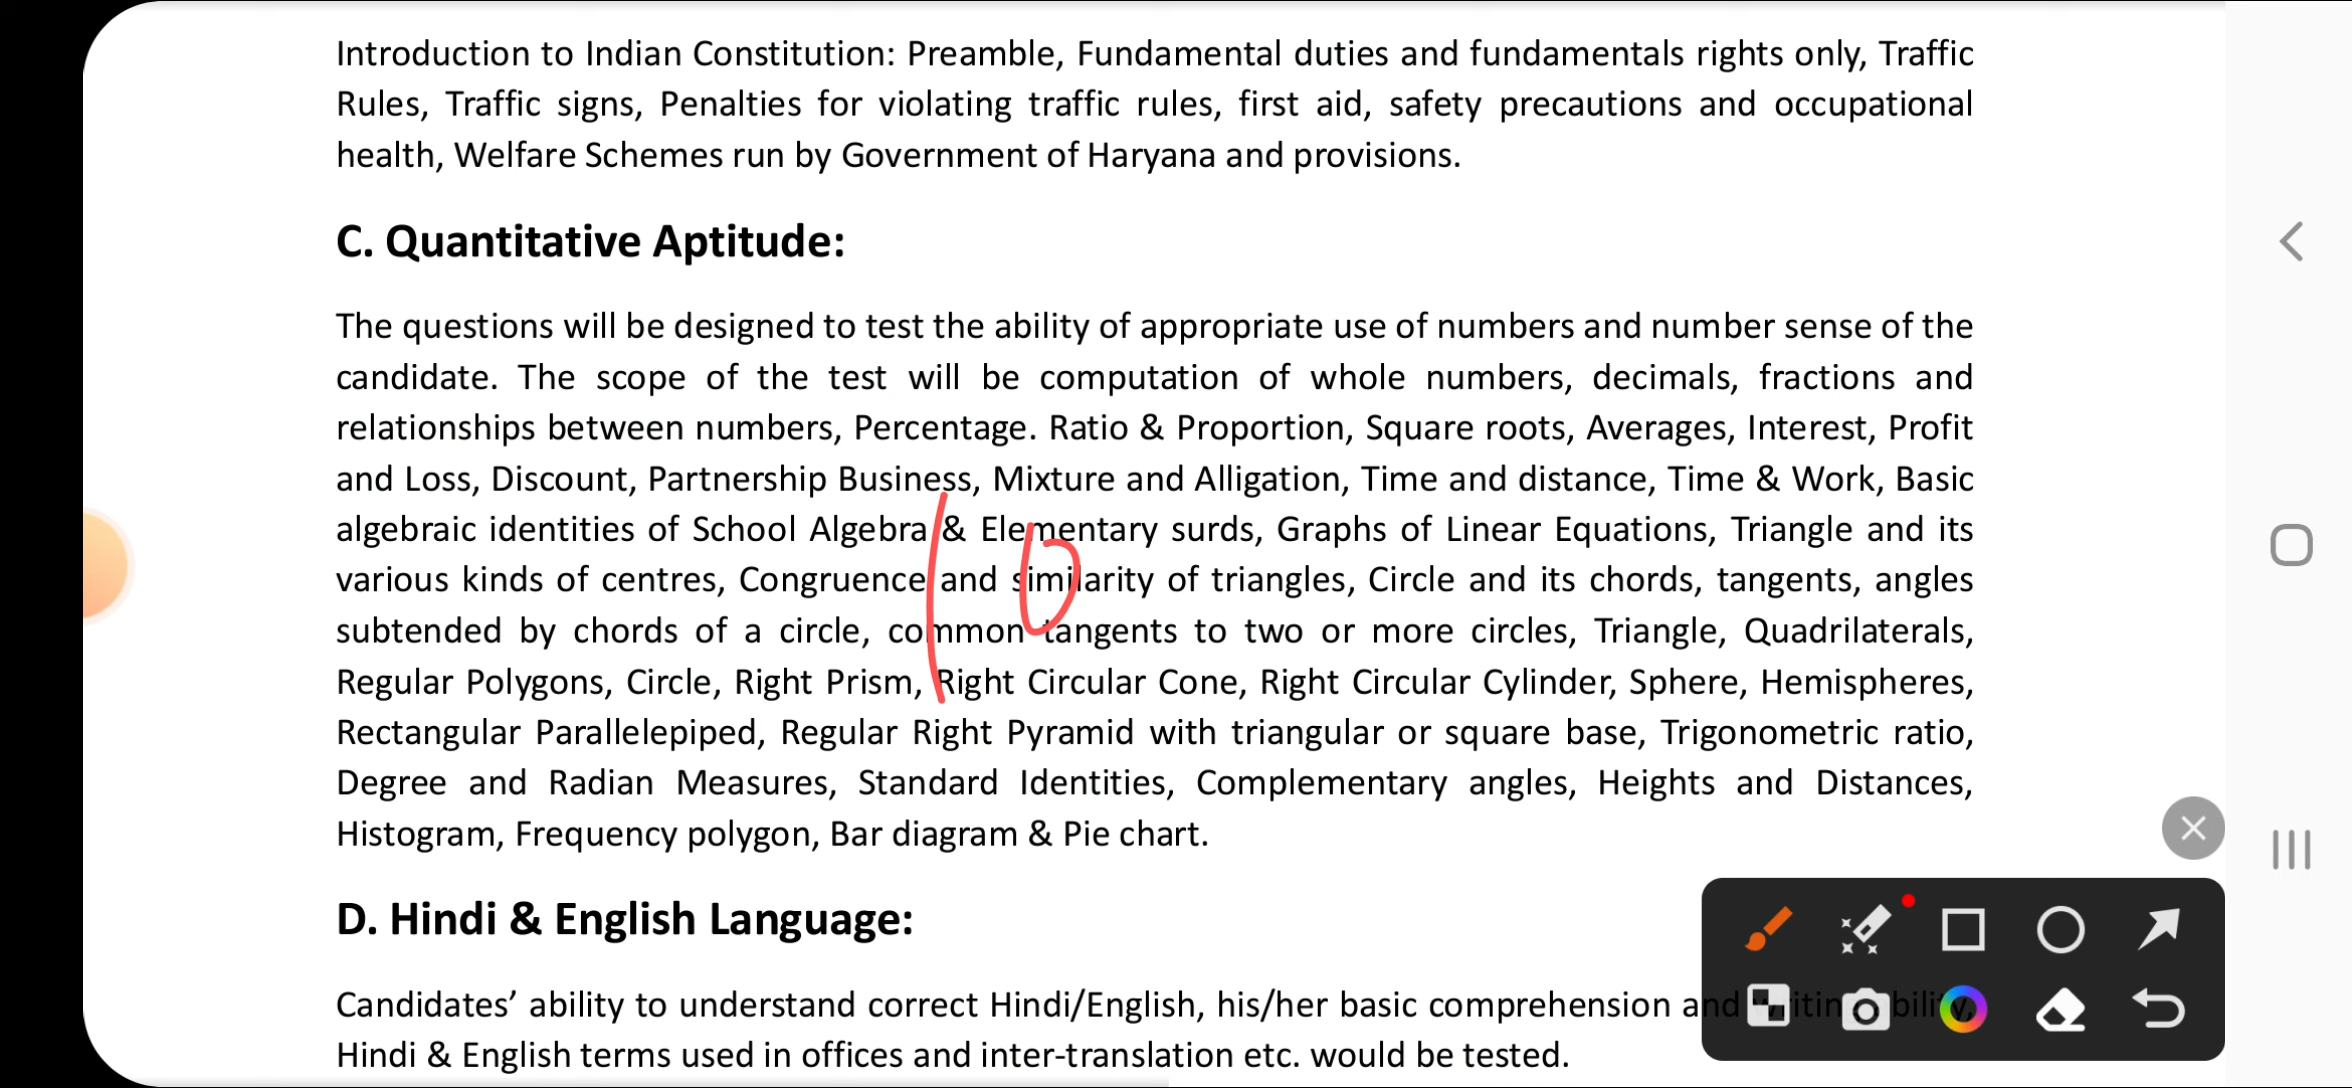 Introduction to Indian Constitution: Preamble, Fundamental duties and fundamentals rights only, Traffic
Rules, Traffic signs, Penalties for violating traffic rules, first aid, safety precautions and occupational
health, Welfare Schemes run by Government of Haryana and provisions.
C. Quantitative Aptitude:
The questions will be designed to test the ability of appropriate use of numbers and number sense of the
candidate. The scope of the test will be computation of whole numbers, decimals, fractions and
relationships between numbers, Percentage. Ratio & Proportion, Square roots, Averages, Interest, Profit
and Loss, Discount, Partnership Business, Mixture and Alligation, Time and distance, Time & Work, Basic
algebraic identities of School Algebra & Elementary surds, Graphs of Linear Equations, Triangle and its
various kinds of centres, Congruence and similarity of triangles, Circle and its chords, tangents, angles
subtended by chords of a circle, common tangents to two or more circles, Triangle, Quadrilaterals,
Regular Polygons, Circle, Right Prism, Right Circular Cone, Right Circular Cylinder, Sphere, Hemispheres,
Rectangular Parallelepiped, Regular Right Pyramid with triangular or square base, Trigonometric ratio,
Degree and Radian Measures, Standard Identities, Complementary angles, Heights and Distances,
Histogram, Frequency polygon, Bar diagram & Pie chart.
10
D. Hindi & English Language:
Candidates’ ability to understand correct Hindi/English, his/her basic comprehension and
Hindi & English terms used in offices and inter-translation etc. would be tested.